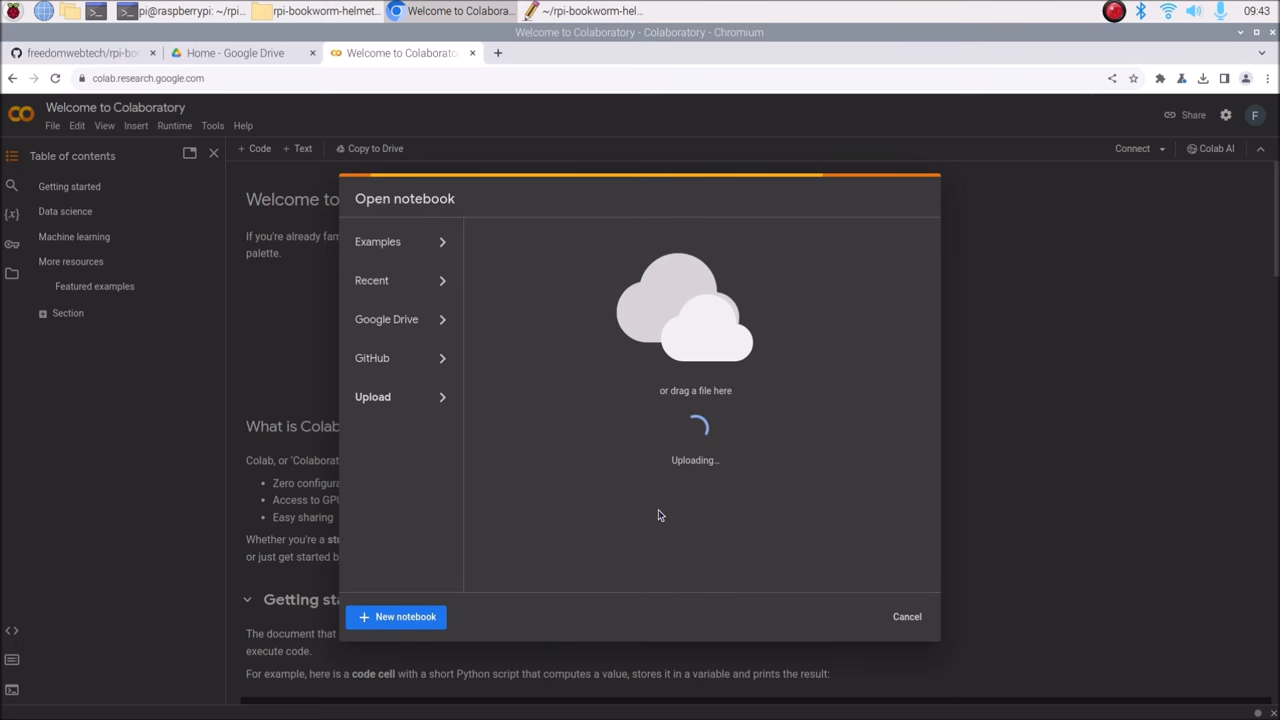 pi@raspberrypi: ~/rpi...
rpi-bookworm-helmet...
Welcome to Colabora...
~/rpi-bookworm-hel...
09:43
Welcome to Colaboratory - Colaboratory - Chromium
freedomwebtech/rpi-boo
Home - Google Drive
Welcome to Colaborato
colab.research.google.com
Welcome to Colaboratory
File Edit View Insert Runtime Tools Help
Share
F
Table of contents
+ Code + Text Copy to Drive
Connect
Colab AI
Getting started
Data science
Machine learning
More resources
Featured examples
Section
Welcome to
If you're already fam
palette.
Open notebook
Examples
Recent
Google Drive
GitHub
Upload
or drag a file here
Uploading...
+ New notebook
Cancel
What is Colab
Colab, or 'Colaborat
• Zero configura
• Access to GPU
• Easy sharing
Whether you're a stu
or just get started b
Getting sta
The document that
execute code.
For example, here is a code cell with a short Python script that computes a value, stores it in a variable and prints the result: